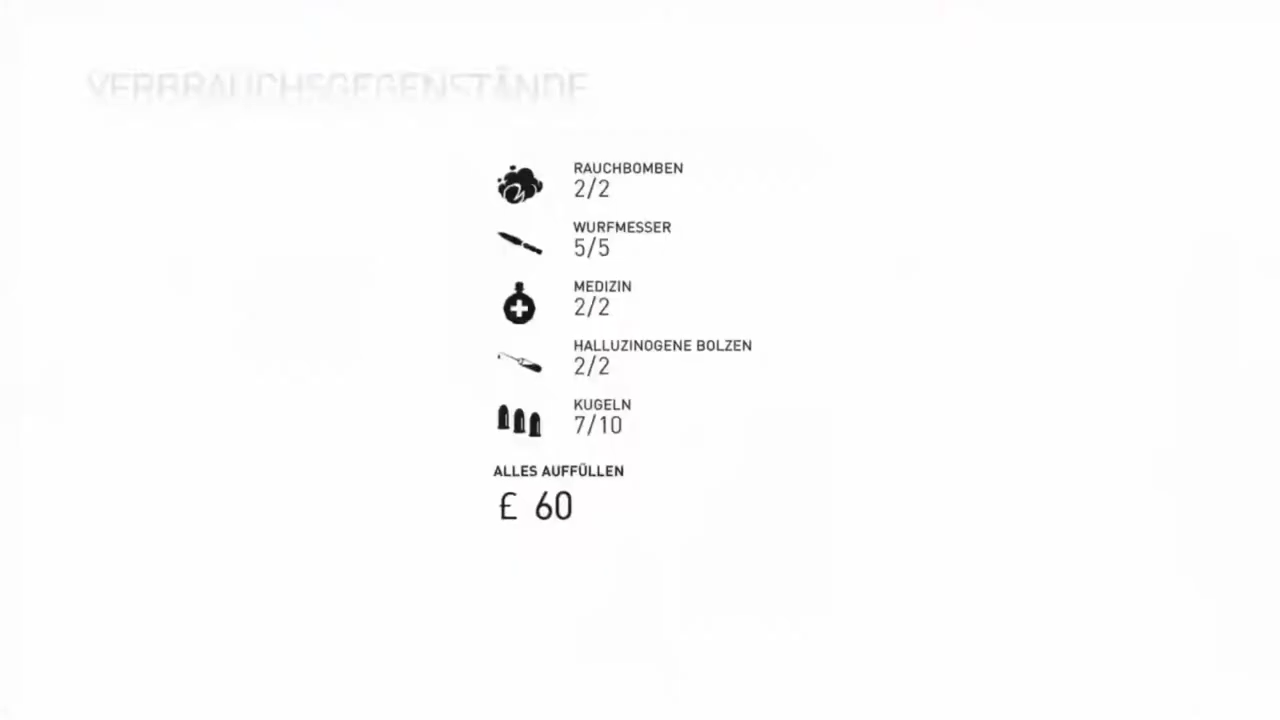 VERBRAUCHSGEGENSTÄNDE
RAUCHBOMBEN
2/2
WURFMESSER
5/5
MEDIZIN
2/2
HALLUZINOGENE BOLZEN
2/2
KUGELN
7/10
ALLES AUFFÜLLEN
£ 60